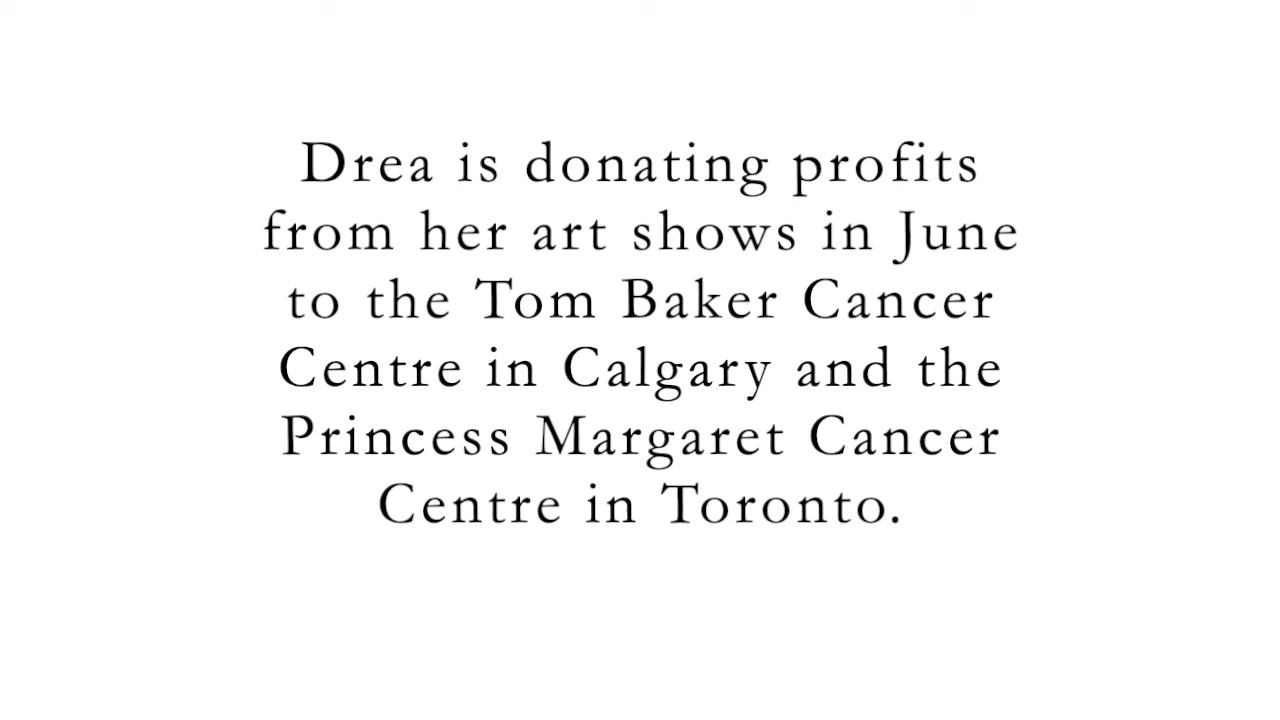 Drea is donating profits
from her art shows in June
to the Tom Baker Cancer
Centre in Calgary and the
Princess Margaret Cancer
Centre in Toronto.